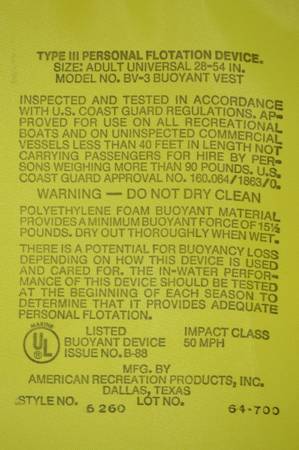 TYPE III PERSONAL FLOTATION DEVICE.
SIZE: ADULT UNIVERSAL 28-54 IN.
MODEL NO. BV-3 BUOYANT VEST
INSPECTED AND TESTED IN ACCORDANCE
WITH U.S. COAST GUARD REGULATIONS. AP-
PROVED FOR USE ON ALL RECREATIONAL
BOATS AND ON UNINSPECTED COMMERCIAL
VESSELS LESS THAN 40 FEET IN LENGTH NOT
CARRYING PASSENGERS FOR HIRE BY PER-
SONS WEIGHING MORE THAN 90 POUNDS. U.S.
COAST GUARD APPROVAL NO. 160.064/1863/0.
WARNING — DO NOT DRY CLEAN
POLYETHYLENE FOAM BUOYANT MATERIAL
PROVIDES A MINIMUM BUOYANT FORCE OF 15½
POUNDS. DRY OUT THOROUGHLY WHEN WET.
THERE IS A POTENTIAL FOR BUOYANCY LOSS
DEPENDING ON HOW THIS DEVICE IS USED
AND CARED FOR. THE IN-WATER PERFOR-
MANCE OF THIS DEVICE SHOULD BE TESTED
AT THE BEGINNING OF EACH SEASON TO
DETERMINE THAT IT PROVIDES ADEQUATE
PERSONAL FLOTATION.
MARINE
UL ®
LISTED IMPACT CLASS
BUOYANT DEVICE 50 MPH
ISSUE NO. B-88
MFG. BY
AMERICAN RECREATION PRODUCTS, INC.
DALLAS, TEXAS
STYLE NO. 6260 LOT NO. 64-700